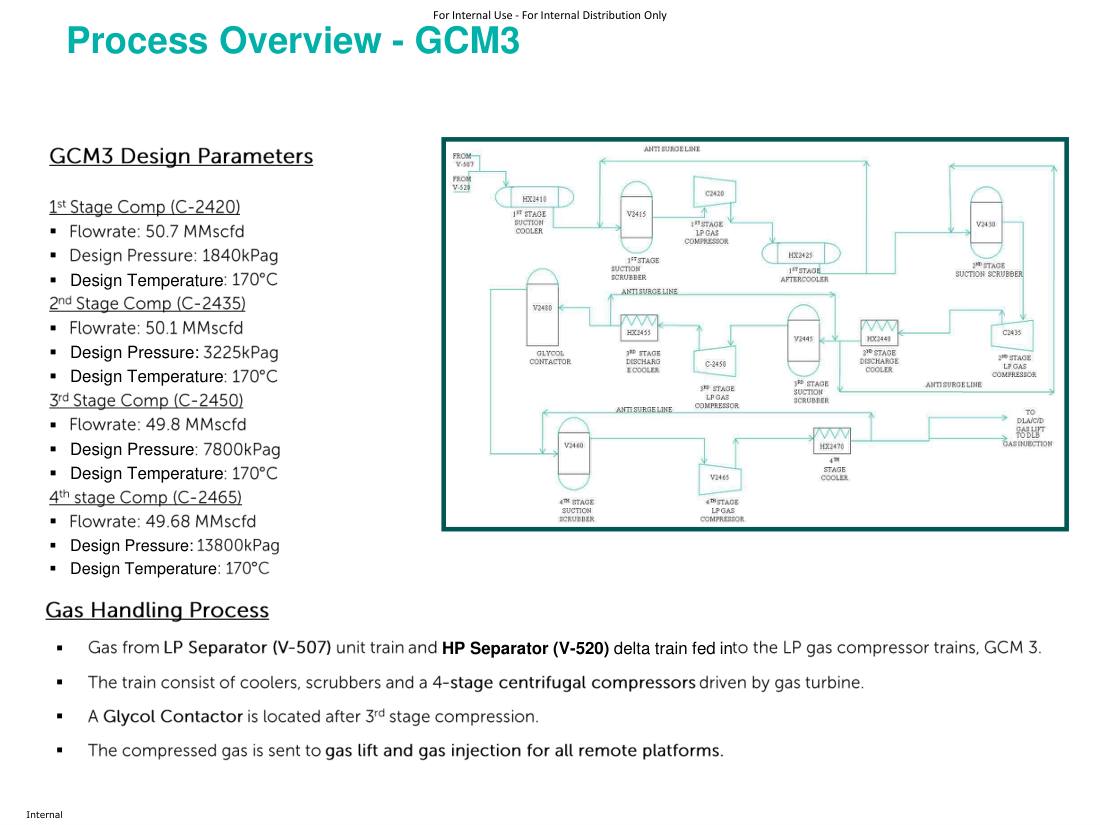 For Internal Use - For Internal Distribution Only
Process Overview - GCM3
GCM3 Design Parameters
1st Stage Comp (C-2420)
▪ Flowrate: 50.7 MMscfd
▪ Design Pressure: 1840kPag
▪ Design Temperature: 170°C
2nd Stage Comp (C-2435)
▪ Flowrate: 50.1 MMscfd
▪ Design Pressure: 3225kPag
▪ Design Temperature: 170°C
3rd Stage Comp (C-2450)
▪ Flowrate: 49.8 MMscfd
▪ Design Pressure: 7800kPag
▪ Design Temperature: 170°C
4th stage Comp (C-2465)
▪ Flowrate: 49.68 MMscfd
▪ Design Pressure: 13800kPag
▪ Design Temperature: 170°C
ANTI SURGE LINE
FROM
V-507
FROM
V-520
HX2410
1ST STAGE
SUCTION
COOLER
V2415
1ST STAGE
SUCTION
SCRUBBER
C2420
1ST STAGE
LP GAS
COMPRESSOR
HX2425
1ST STAGE
AFTERCOOLER
V2430
2ND STAGE
SUCTION SCRUBBER
V2480
GLYCOL
CONTACTOR
ANTI SURGE LINE
HX2455
3RD STAGE
DISCHARG
E COOLER
C-2450
3RD STAGE
LP GAS
COMPRESSOR
V2445
3RD STAGE
SUCTION
SCRUBBER
HX2440
2ND STAGE
DISCHARGE
COOLER
C2435
2ND STAGE
LP GAS
COMPRESSOR
ANTI SURGE LINE
ANTI SURGE LINE
V2460
4TH STAGE
SUCTION
SCRUBBER
V2465
4TH STAGE
LP GAS
COMPRESSOR
HX2470
4TH
STAGE
COOLER
TO
DLA/C/D
GAS LIFT
TO DLB
GAS INJECTION
Gas Handling Process
▪ Gas from LP Separator (V-507) unit train and HP Separator (V-520) delta train fed into the LP gas compressor trains, GCM 3.
▪ The train consist of coolers, scrubbers and a 4-stage centrifugal compressors driven by gas turbine.
▪ A Glycol Contactor is located after 3rd stage compression.
▪ The compressed gas is sent to gas lift and gas injection for all remote platforms.
Internal